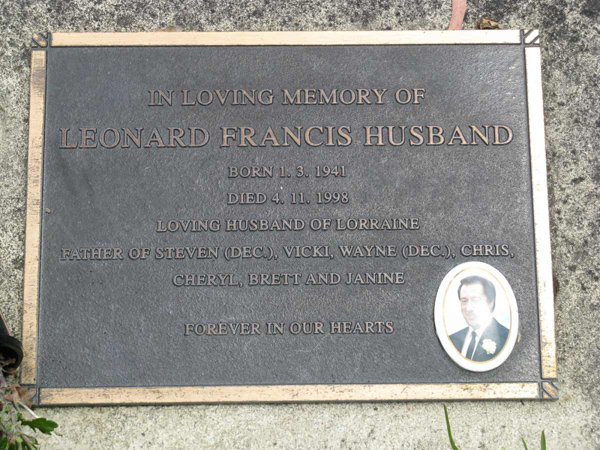 IN LOVING MEMORY OF
LEONARD FRANCIS HUSBAND
BORN 1. 3. 1941
DIED 4. 11. 1998
LOVING HUSBAND OF LORRAINE
FATHER OF STEVEN (DEC.), VICKI, WAYNE (DEC.), CHRIS,
CHERYL, BRETT AND JANINE
FOREVER IN OUR HEARTS